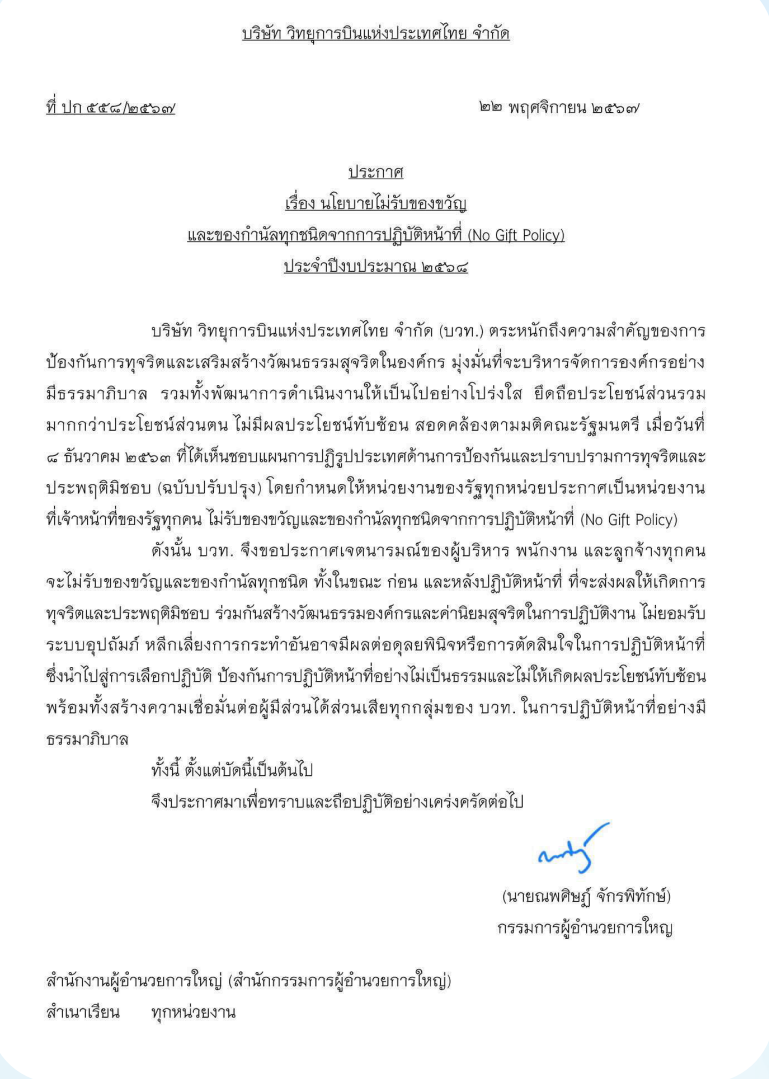 บริษัท วิทยุการบินแห่งประเทศไทย จำกัด
ที่ ปก ๕๕๘/๒๕๖๗ ๒๒ พฤศจิกายน ๒๕๖๗
ประกาศ
เรื่อง นโยบายไม่รับของขวัญ
และของกำนัลทุกชนิดจากการปฏิบัติหน้าที่ (No Gift Policy)
ประจำปีงบประมาณ ๒๕๖๘
บริษัท วิทยุการบินแห่งประเทศไทย จำกัด (บวท.) ตระหนักถึงความสำคัญของการ
ป้องกันการทุจริตและเสริมสร้างวัฒนธรรมสุจริตในองค์กร มุ่งมั่นที่จะบริหารจัดการองค์กรอย่าง
มีธรรมาภิบาล รวมทั้งพัฒนาการดำเนินงานให้เป็นไปอย่างโปร่งใส ยึดถือประโยชน์ส่วนรวม
มากกว่าประโยชน์ส่วนตน ไม่มีผลประโยชน์ทับซ้อน สอดคล้องตามมติคณะรัฐมนตรี เมื่อวันที่
๘ ธันวาคม ๒๕๖๓ ที่ได้เห็นชอบแผนการปฏิรูปประเทศด้านการป้องกันและปราบปรามการทุจริตและ
ประพฤติมิชอบ (ฉบับปรับปรุง) โดยกำหนดให้หน่วยงานของรัฐทุกหน่วยประกาศเป็นหน่วยงาน
ที่เจ้าหน้าที่ของรัฐทุกคน ไม่รับของขวัญและของกำนัลทุกชนิดจากการปฏิบัติหน้าที่ (No Gift Policy)
ดังนั้น บวท. จึงขอประกาศเจตนารมณ์ของผู้บริหาร พนักงาน และลูกจ้างทุกคน
จะไม่รับของขวัญและของกำนัลทุกชนิด ทั้งในขณะ ก่อน และหลังปฏิบัติหน้าที่ ที่จะส่งผลให้เกิดการ
ทุจริตและประพฤติมิชอบ ร่วมกันสร้างวัฒนธรรมองค์กรและค่านิยมสุจริตในการปฏิบัติงาน ไม่ยอมรับ
ระบบอุปถัมภ์ หลีกเลี่ยงการกระทำอันอาจมีผลต่อดุลยพินิจหรือการตัดสินใจในการปฏิบัติหน้าที่
ซึ่งนำไปสู่การเลือกปฏิบัติ ป้องกันการปฏิบัติหน้าที่อย่างไม่เป็นธรรมและไม่ให้เกิดผลประโยชน์ทับซ้อน
พร้อมทั้งสร้างความเชื่อมั่นต่อผู้มีส่วนได้ส่วนเสียทุกกลุ่มของ บวท. ในการปฏิบัติหน้าที่อย่างมี
ธรรมาภิบาล
ทั้งนี้ ตั้งแต่บัดนี้เป็นต้นไป
จึงประกาศมาเพื่อทราบและถือปฏิบัติอย่างเคร่งครัดต่อไป
(นายณพศิษฏ์ จักรพิทักษ์)
กรรมการผู้อำนวยการใหญ่
สำนักงานผู้อำนวยการใหญ่ (สำนักกรรมการผู้อำนวยการใหญ่)
สำเนาเรียน ทุกหน่วยงาน